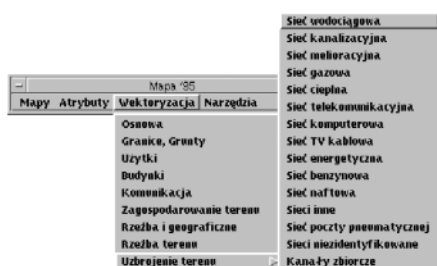 Mapa '95
Mapy Atrybuty Wektoryzacja Narzędzia
Osnowa
Granice, Grunty
Użytki
Budynki
Komunikacja
Zagospodarowanie terenu
Rzeźba i geograficzne
Rzeźba terenu
Uzbrojenie terenu
Sieć wodociągowa
Sieć kanalizacyjna
Sieć melioracyjna
Sieć gazowa
Sieć cieplna
Sieć telekomunikacyjna
Sieć komputerowa
Sieć TV kablowa
Sieć energetyczna
Sieć benzynowa
Sieć naftowa
Sieci inne
Sieć poczty pneumatycznej
Sieci niezidentyfikowane
Kanały zbiorcze